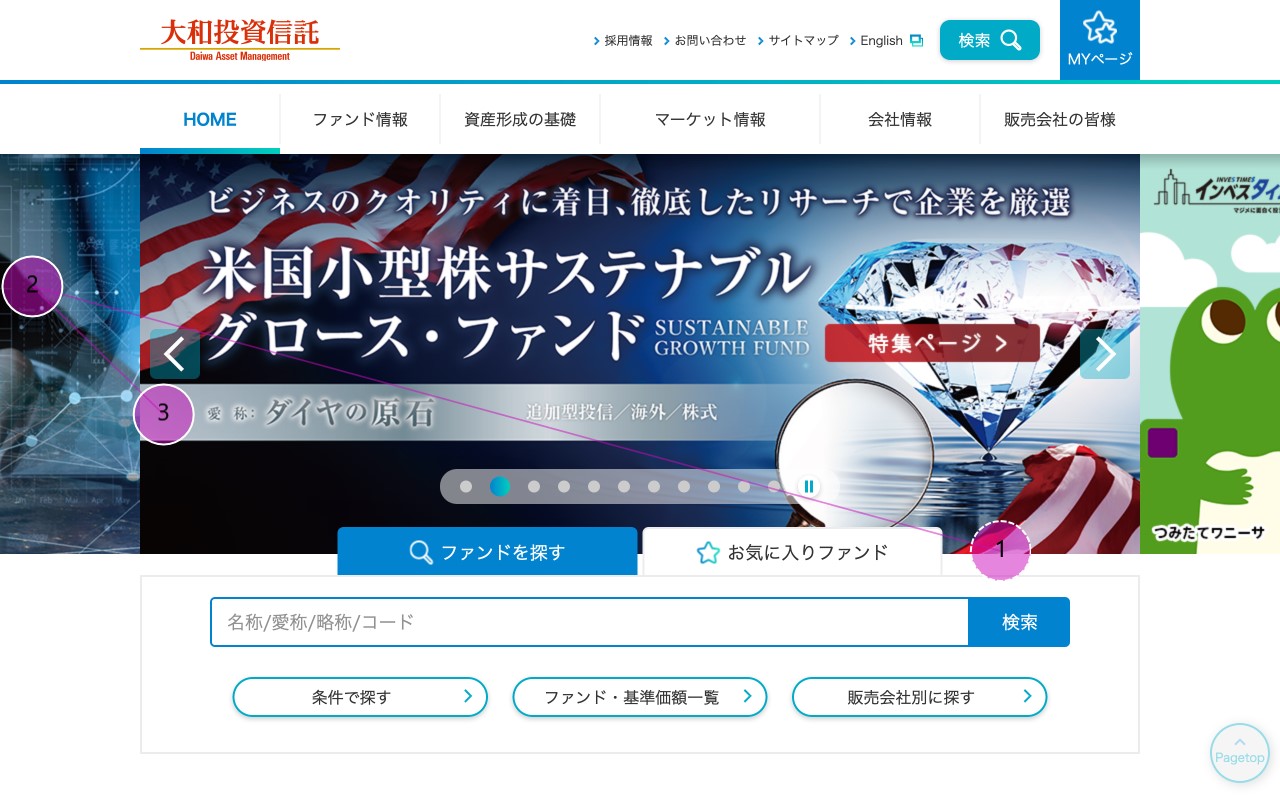 大和投資信託
Daiwa Asset Management
採用情報 お問い合わせ サイトマップ English
検索
MYページ
HOME ファンド情報 資産形成の基礎 マーケット情報 会社情報 販売会社の皆様
ビジネスのクオリティに着目、徹底したリサーチで企業を厳選
米国小型株サステナブル
グロース・ファンド
SUSTAINABLE
GROWTH FUND
特集ページ
愛称:ダイヤの原石
追加型投信/海外/株式
INVES TIMES
インベスタイ
つみたてワニーサ
2
3
1
ファンドを探す
お気に入りファンド
名称/愛称/略称/コード
検索
条件で探す
ファンド・基準価額一覧
販売会社別に探す
Pagetop